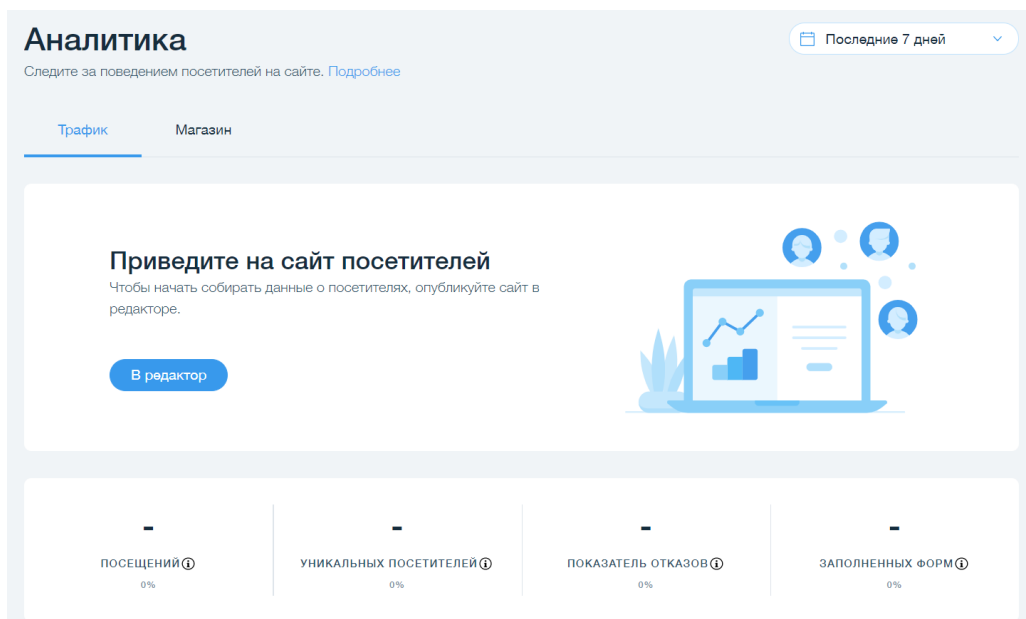 Аналитика
Последние 7 дней
Следите за поведением посетителей на сайте. Подробнее
Трафик
Магазин
Приведите на сайт посетителей
Чтобы начать собирать данные о посетителях, опубликуйте сайт в
редакторе.
В редактор
- - - -
ПОСЕЩЕНИЙ УНИКАЛЬНЫХ ПОСЕТИТЕЛЕЙ ПОКАЗАТЕЛЬ ОТКАЗОВ ЗАПОЛНЕННЫХ ФОРМ
0% 0% 0% 0%